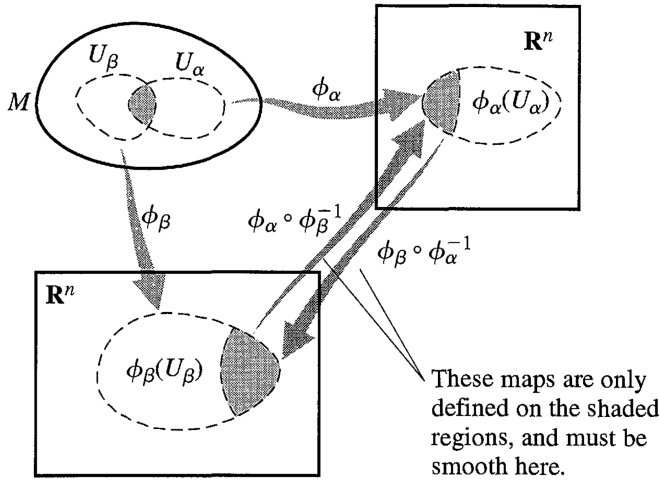 U_β U_α
M
ϕ_α
R^n
ϕ_α(U_α)
ϕ_β
ϕ_α ∘ ϕ_β^{-1}
ϕ_β ∘ ϕ_α^{-1}
R^n
ϕ_β(U_β)
These maps are only
defined on the shaded
regions, and must be
smooth here.